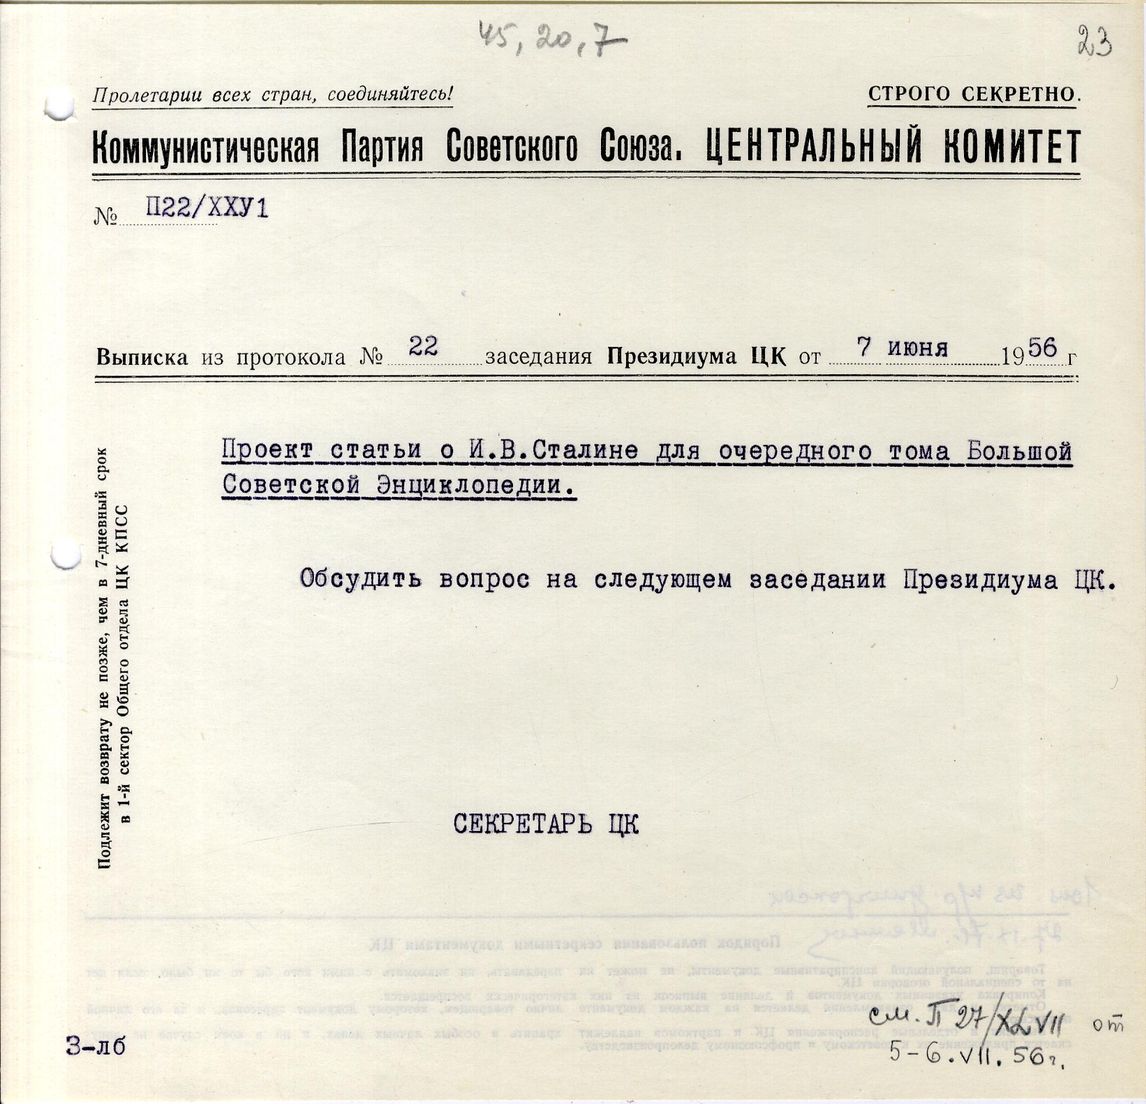 45, 20, 7
23
Пролетарии всех стран, соединяйтесь!
СТРОГО СЕКРЕТНО.
Коммунистическая Партия Советского Союза. ЦЕНТРАЛЬНЫЙ КОМИТЕТ
№ П22/ХХУ1
Выписка из протокола № 22 заседания Президиума ЦК от 7 июня 1956 г
Проект статьи о И.В.Сталине для очередного тома Большой
Советской Энциклопедии.
Обсудить вопрос на следующем заседании Президиума ЦК.
Подлежит возврату не позже, чем в 7-дневный срок
в 1-й сектор Общего отдела ЦК КПСС
СЕКРЕТАРЬ ЦК
Порядок пользования секретными документами ЦК
см. П 27/XLVII от
5-6.VII.56г.
3-лб